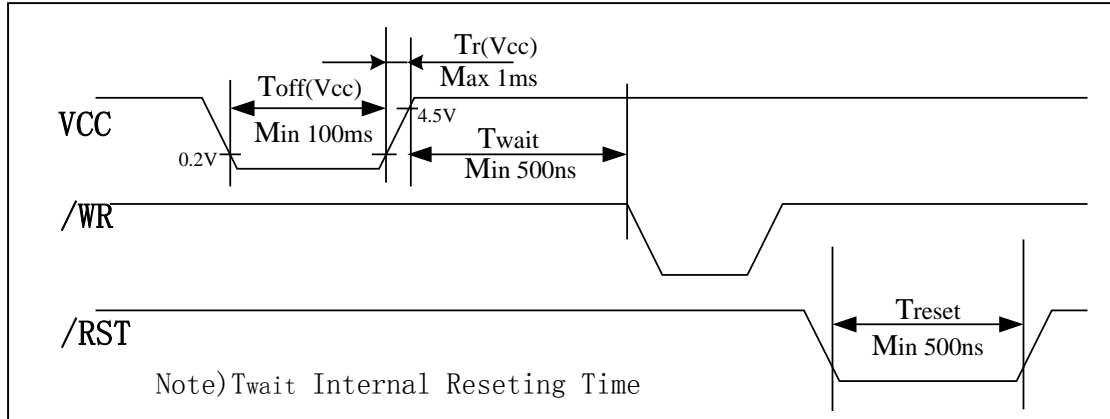 Tr(Vcc)
Max 1ms
Toff(Vcc)
Min 100ms
VCC
4.5V
0.2V
Twait
Min 500ns
/WR
Treset
Min 500ns
/RST
Note)Twait Internal Reseting Time